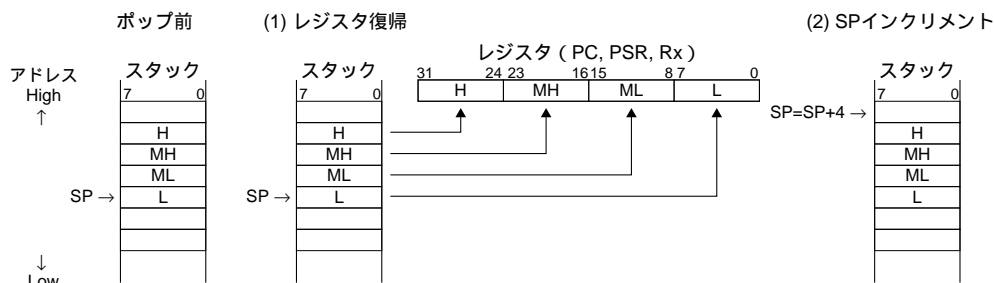 ポップ前
(1) レジスタ復帰
(2) SPインクリメント
アドレス
High
↑
↓
Low
スタック
7 0
H
MH
ML
SP → L
スタック
7 0
H
MH
ML
SP → L
レジスタ ( PC, PSR, Rx )
31 24 23 16 15 8 7 0
H MH ML L
スタック
7 0
SP=SP+4 →
H
MH
ML
L